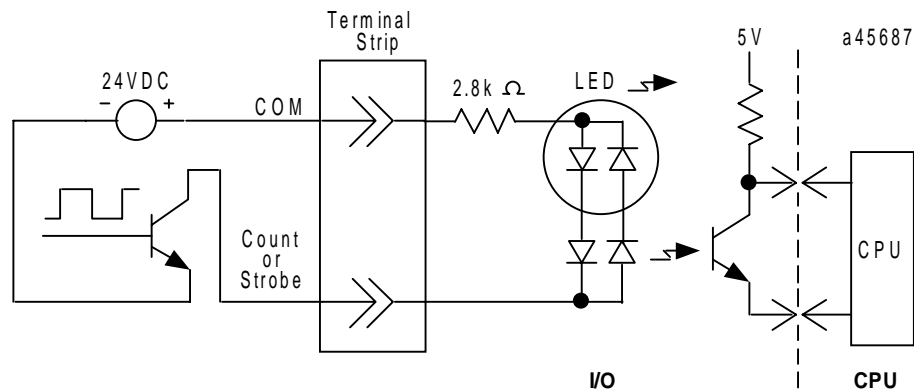 Terminal
Strip
5V
a45687
24VDC
2.8k Ω
LED
- +
COM
Count
or
Strobe
CPU
I/O
CPU